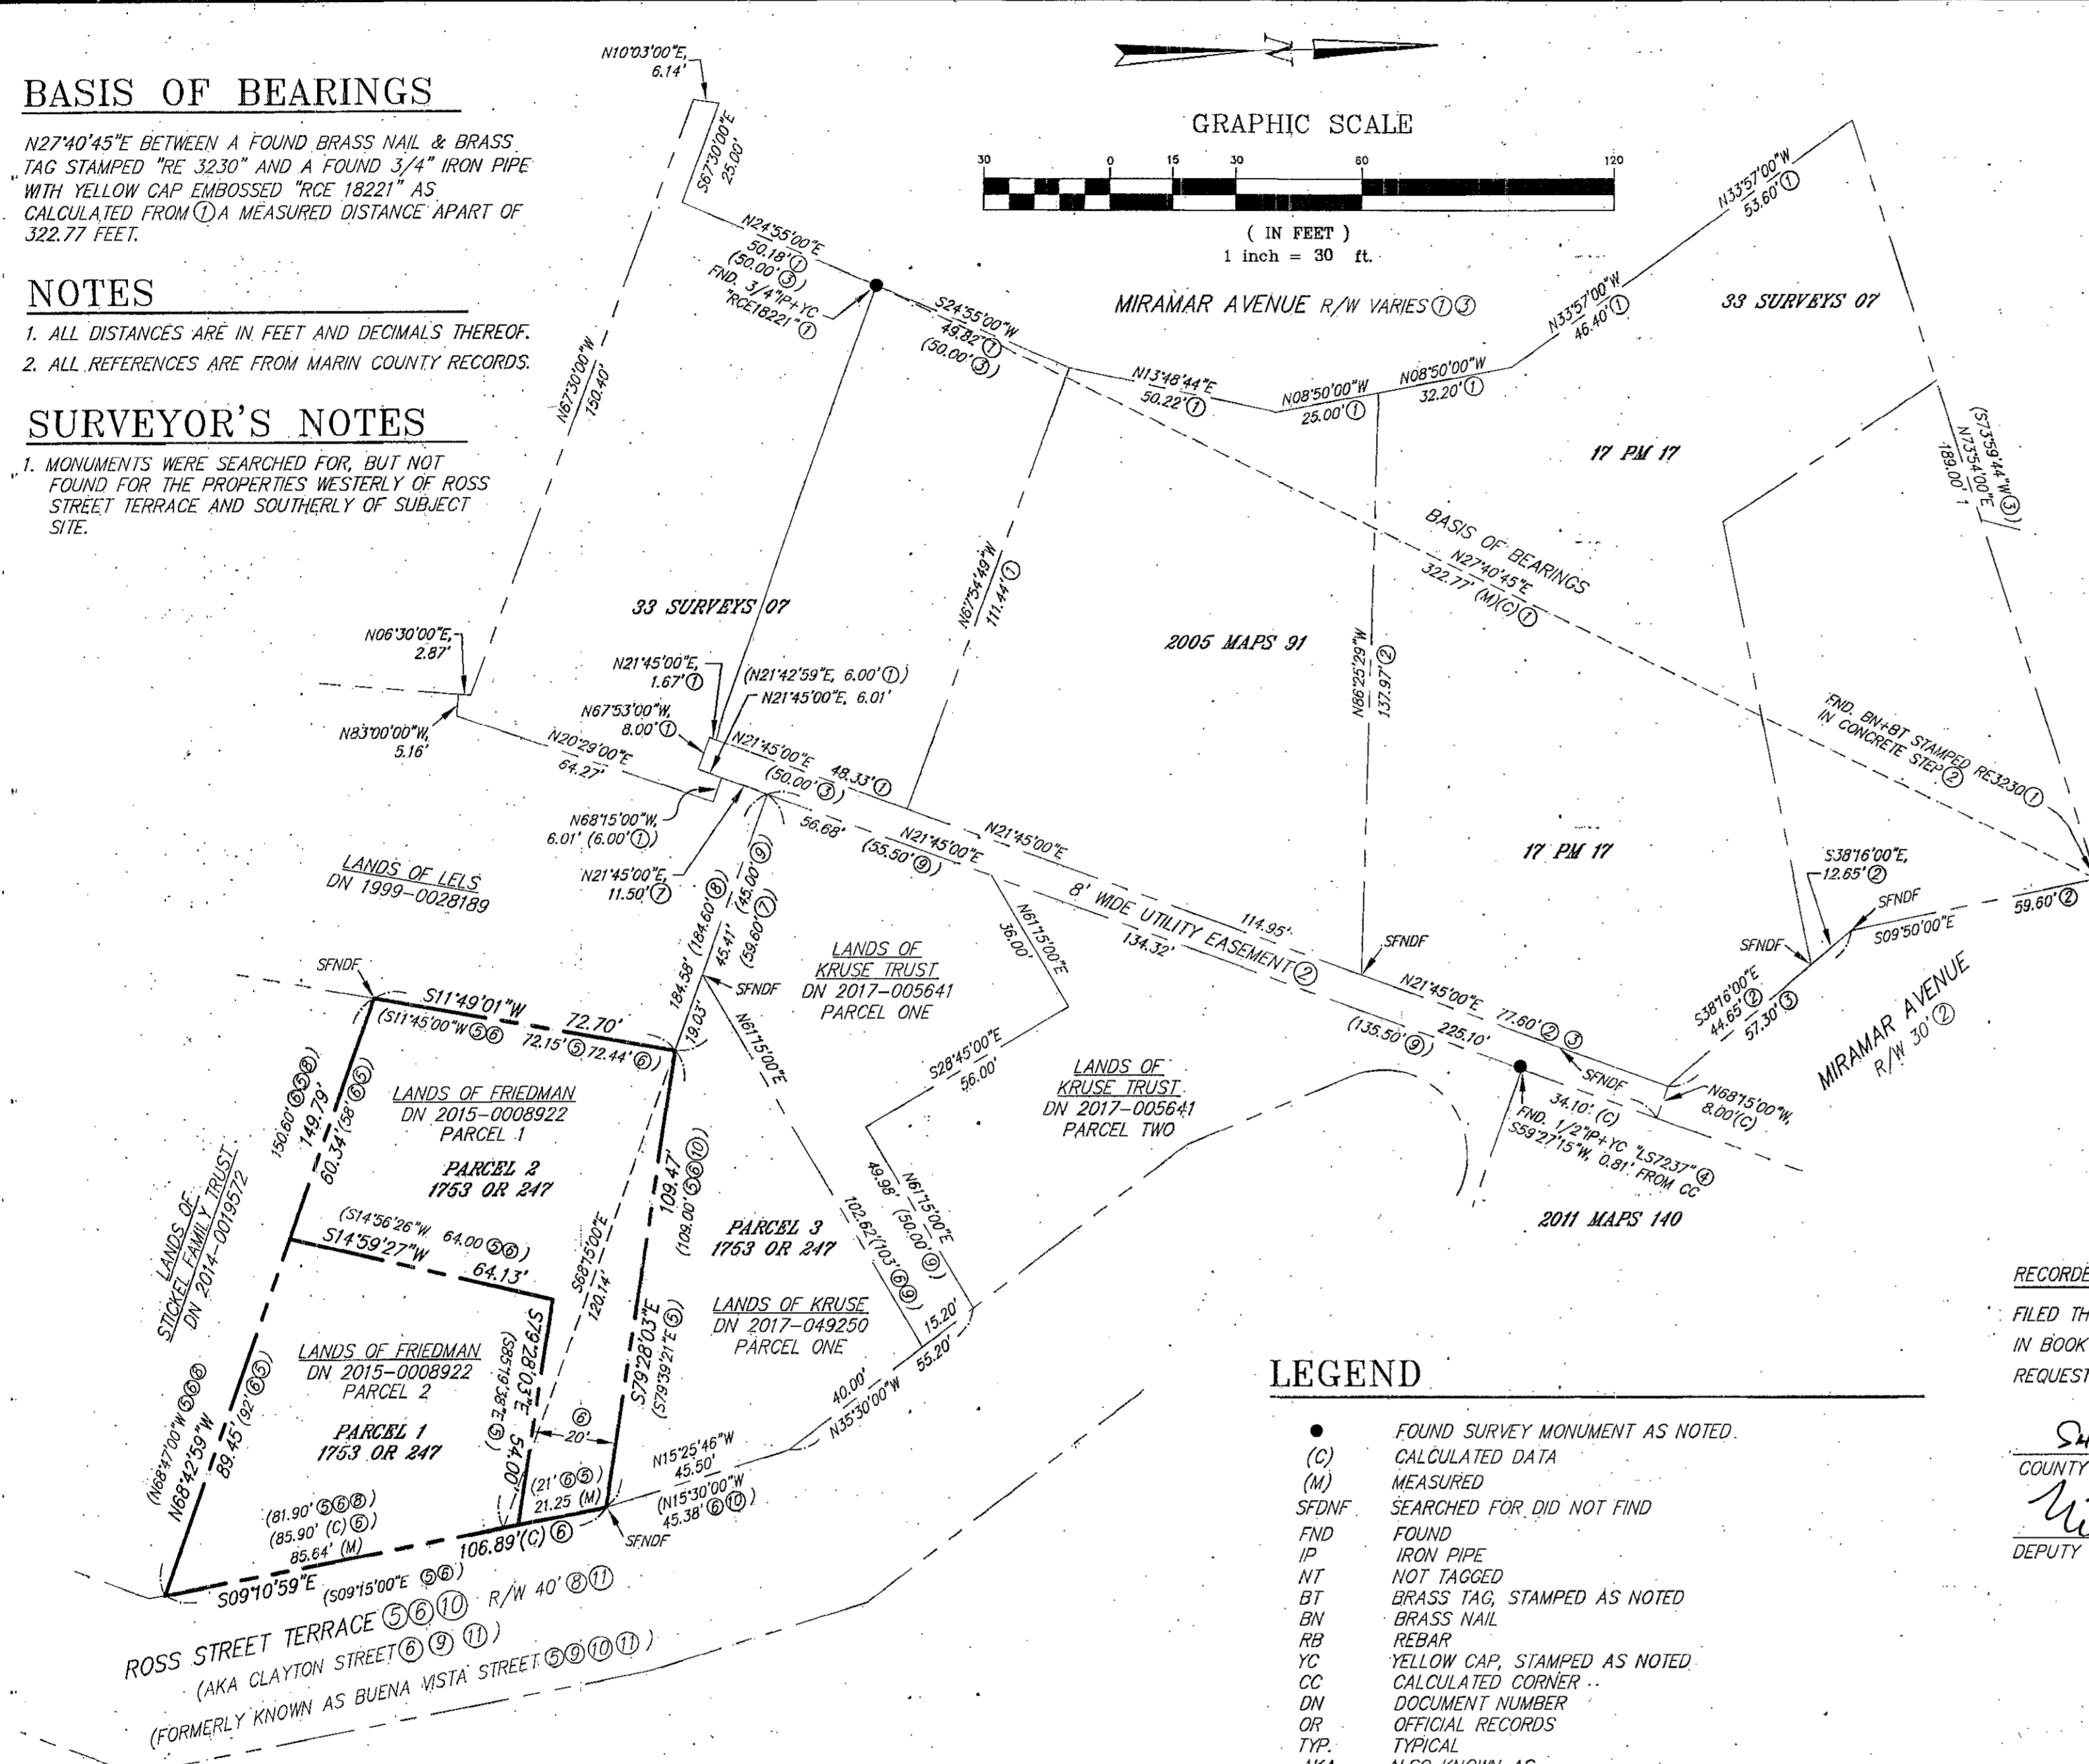 BASIS OF BEARINGS
N27°40'45"E BETWEEN A FOUND BRASS NAIL & BRASS
TAG STAMPED "RE 3230" AND A FOUND 3/4" IRON PIPE
WITH YELLOW CAP EMBOSSED "RCE 18221" AS
CALCULATED FROM ① A MEASURED DISTANCE APART OF
322.77 FEET.
NOTES
1. ALL DISTANCES ARE IN FEET AND DECIMALS THEREOF.
2. ALL REFERENCES ARE FROM MARIN COUNTY RECORDS.
SURVEYOR'S NOTES
1. MONUMENTS WERE SEARCHED FOR, BUT NOT
FOUND FOR THE PROPERTIES WESTERLY OF ROSS
STREET TERRACE AND SOUTHERLY OF SUBJECT
SITE.
N
GRAPHIC SCALE
30 0 15 30 60 120
( IN FEET )
1 inch = 30 ft.
N10°03'00"E,
6.14'
S67°30'00"E
25.00'
N24°55'00"E
50.18' ①
(50.00' ③)
FND. 3/4"IP+YC
"RCE18221" ①
S24°55'00"W
49.82' ①
(50.00' ③)
MIRAMAR AVENUE R/W VARIES ① ③
N13°48'44"E
50.22' ①
N08°50'00"W
25.00' ①
N08°50'00"W
32.20' ①
N33°57'00"W
46.40' ①
N33°57'00"W
53.60' ①
33 SURVEYS 07
17 PM 17
(S73°59'44"W ③)
N73°54'00"E
189.00' 1
N67°30'00"W
150.40'
BASIS OF BEARINGS
N27°40'45"E
322.77' (M)(C) ①
N67°54'49"W
111.44' ①
33 SURVEYS 07
2005 MAPS 91
N86°25'29"W
137.97' ②
N06°30'00"E,
2.87'
N83°00'00"W,
5.16'
N20°29'00"E
64.27'
N21°45'00"E,
1.67' ①
(N21°42'59"E, 6.00' ①)
N21°45'00"E, 6.01'
N67°53'00"W,
8.00' ①
N21°45'00"E 48.33' ①
(50.00' ③)
N68°15'00"W,
6.01' (6.00' ①)
N21°45'00"E,
11.50' ⑦
56.68'
N21°45'00"E
(55.50' ⑨)
N21°45'00"E
8' WIDE UTILITY EASEMENT ②
114.95'
134.32'
FND. BN+BT STAMPED RE3230 ①
IN CONCRETE STEP ②
17 PM 17
S38°16'00"E,
12.65' ②
SFNDF
SFNDF
59.60' ②
S09°50'00"E
SFNDF
N21°45'00"E 77.60' ② ③
225.10'
(135.50' ⑨)
SFNDF
S38°16'00"E
44.65' ②
57.30' ③
MIRAMAR AVENUE
R/W 30' ②
N68°15'00"W,
8.00'(C)
34.10' (C)
FND. 1/2"IP+YC "LS7237" ④
S59°27'15"W, 0.81' FROM CC
2011 MAPS 140
LANDS OF LELS
DN 1999-0028189
184.58' (184.60' ⑧)
45.41' (45.00' ⑨)
(59.60' ⑦)
SFNDF
19.03'
LANDS OF
KRUSE TRUST
DN 2017-005641
PARCEL ONE
N61°15'00"E
36.00'
N61°15'00"E
S28°45'00"E
56.00'
LANDS OF
KRUSE TRUST
DN 2017-005641
PARCEL TWO
SFNDF
S11°49'01"W 72.70'
(S11°45'00"W ⑤⑥ 72.15' ⑤ 72.44' ⑥)
150.60' ⑥⑤⑧)
149.79'
60.34' (58' ⑥⑤)
LANDS OF FRIEDMAN
DN 2015-0008922
PARCEL 1
PARCEL 2
1753 OR 247
LANDS OF
STICKEL FAMILY TRUST
DN 2014-0019572
(S14°56'26"W 64.00 ⑤⑥)
S14°59'27"W 64.13'
S68°15'00"E
120.14'
109.47'
(109.00' ⑤⑥⑩)
S79°28'03"E
(S79°39'21"E ⑤)
PARCEL 3
1753 OR 247
LANDS OF KRUSE
DN 2017-049250
PARCEL ONE
102.62' (103' ⑥⑨)
N61°15'00"E
49.98' (50.00' ⑨)
15.20'
55.20'
40.00'
N35°30'00"W
LANDS OF FRIEDMAN
DN 2015-0008922
PARCEL 2
PARCEL 1
1753 OR 247
S79°28'03"E 54.00'
(S85°19'38"E ⑤)
⑥
20'
(N68°47'00"W ⑤⑥⑧)
N68°42'59"W
89.45' (92' ⑥⑤)
(21' ⑥⑤)
21.25 (M)
N15°25'46"W
45.50'
(N15°30'00"W
45.38' ⑥⑩)
SFNDF
(81.90' ⑤⑥⑧)
(85.90' (C) ⑥)
85.64' (M)
106.89'(C) ⑥
S09°10'59"E
(S09°15'00"E ⑤⑥)
ROSS STREET TERRACE ⑤⑥⑩ R/W 40' ⑧⑪
(AKA CLAYTON STREET ⑥ ⑨ ⑪)
(FORMERLY KNOWN AS BUENA VISTA STREET ⑤⑨⑩⑪)
LEGEND
● FOUND SURVEY MONUMENT AS NOTED.
(C) CALCULATED DATA
(M) MEASURED
SFDNF SEARCHED FOR DID NOT FIND
FND FOUND
IP IRON PIPE
NT NOT TAGGED
BT BRASS TAG, STAMPED AS NOTED
BN BRASS NAIL
RB REBAR
YC YELLOW CAP, STAMPED AS NOTED
CC CALCULATED CORNER
DN DOCUMENT NUMBER
OR OFFICIAL RECORDS
TYP. TYPICAL
AKA ALSO KNOWN AS
RECORDE
FILED TH
IN BOOK
REQUEST
COUNTY
DEPUTY